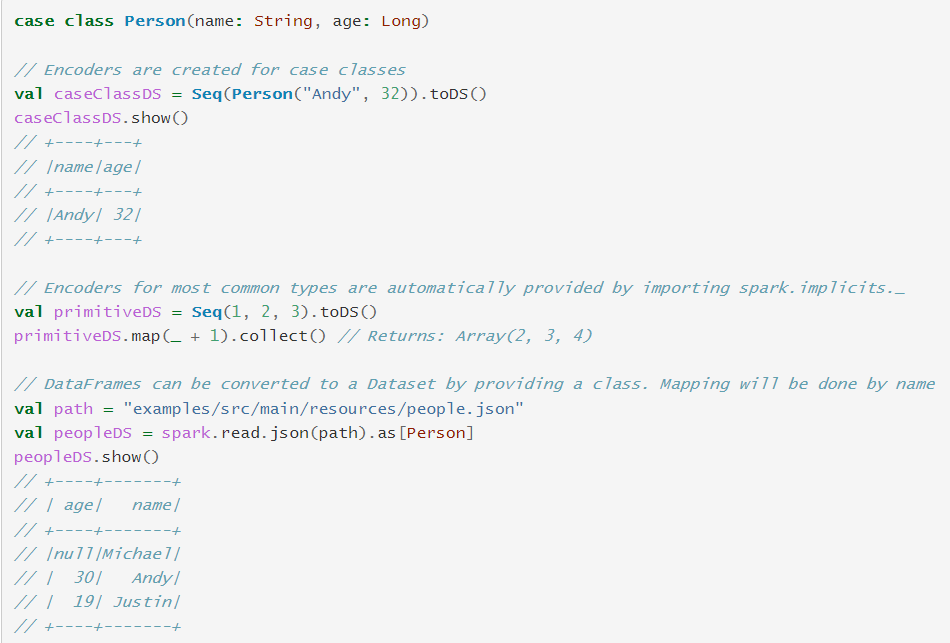 case class Person(name: String, age: Long)

// Encoders are created for case classes
val caseClassDS = Seq(Person("Andy", 32)).toDS()
caseClassDS.show()
// +----+---+
// |name|age|
// +----+---+
// |Andy| 32|
// +----+---+

// Encoders for most common types are automatically provided by importing spark.implicits._
val primitiveDS = Seq(1, 2, 3).toDS()
primitiveDS.map(_ + 1).collect() // Returns: Array(2, 3, 4)

// DataFrames can be converted to a Dataset by providing a class. Mapping will be done by name
val path = "examples/src/main/resources/people.json"
val peopleDS = spark.read.json(path).as[Person]
peopleDS.show()
// +----+-------+
// | age|   name|
// +----+-------+
// |null|Michael|
// |  30|   Andy|
// |  19| Justin|
// +----+-------+